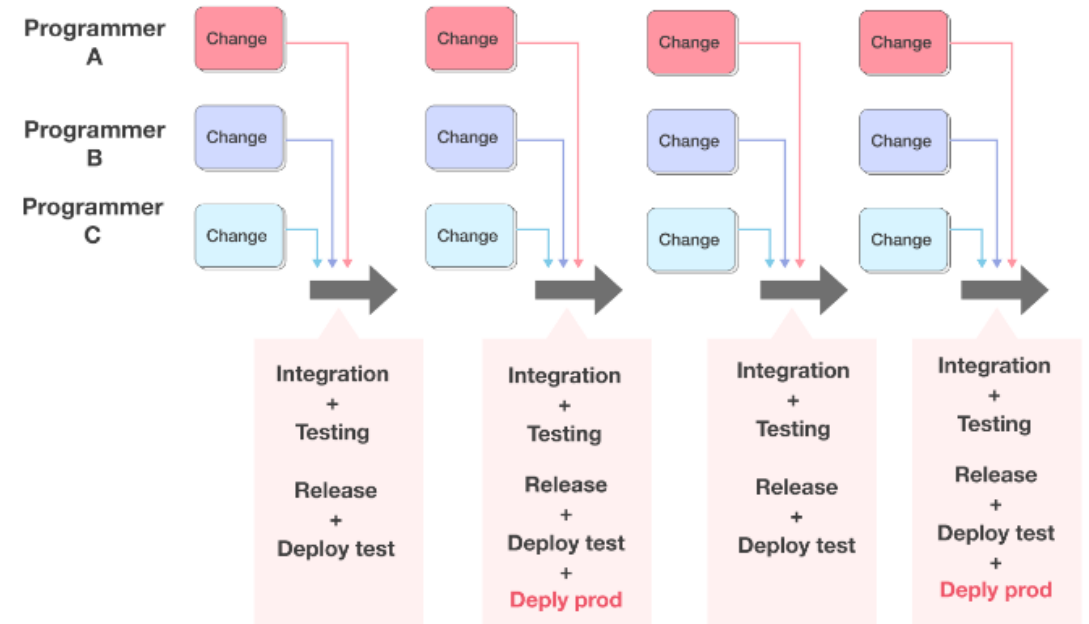 Programmer
A
Change
Change
Change
Change
Programmer
B
Change
Change
Change
Change
Programmer
C
Change
Change
Change
Change
Integration
+
Testing
Release
+
Deploy test
Integration
+
Testing
Release
+
Deploy test
+
Deply prod
Integration
+
Testing
Release
+
Deploy test
Integration
+
Testing
Release
+
Deploy test
+
Deply prod